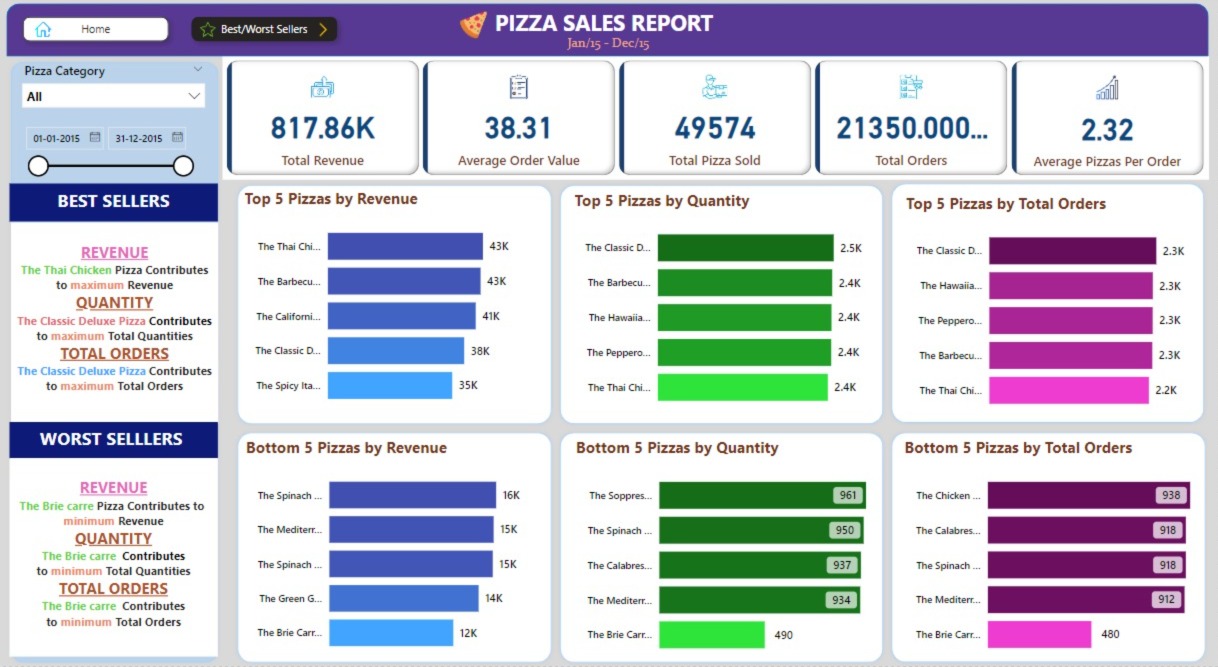 Home
Best/Worst Sellers
PIZZA SALES REPORT
Jan/15 - Dec/15
Pizza Category
All
01-01-2015
31-12-2015
817.86K
Total Revenue
38.31
Average Order Value
49574
Total Pizza Sold
21350.000...
Total Orders
2.32
Average Pizzas Per Order
BEST SELLERS
REVENUE
The Thai Chicken Pizza Contributes
to maximum Revenue
QUANTITY
The Classic Deluxe Pizza Contributes
to maximum Total Quantities
TOTAL ORDERS
The Classic Deluxe Pizza Contributes
to maximum Total Orders
WORST SELLLERS
REVENUE
The Brie carre Pizza Contributes to
minimum Revenue
QUANTITY
The Brie carre Contributes
to minimum Total Quantities
TOTAL ORDERS
The Brie carre Contributes
to minimum Total Orders
Top 5 Pizzas by Revenue
The Thai Chi... 43K
The Barbecu... 43K
The Californi... 41K
The Classic D... 38K
The Spicy Ita... 35K
Top 5 Pizzas by Quantity
The Classic D... 2.5K
The Barbecu... 2.4K
The Hawaiia... 2.4K
The Peppero... 2.4K
The Thai Chi... 2.4K
Top 5 Pizzas by Total Orders
The Classic D... 2.3K
The Hawaiia... 2.3K
The Peppero... 2.3K
The Barbecu... 2.3K
The Thai Chi... 2.2K
Bottom 5 Pizzas by Revenue
The Spinach ... 16K
The Mediterr... 15K
The Spinach ... 15K
The Green G... 14K
The Brie Carr... 12K
Bottom 5 Pizzas by Quantity
The Soppres... 961
The Spinach ... 950
The Calabres... 937
The Mediterr... 934
The Brie Carr... 490
Bottom 5 Pizzas by Total Orders
The Chicken ... 938
The Calabres... 918
The Spinach ... 918
The Mediterr... 912
The Brie Carr... 480